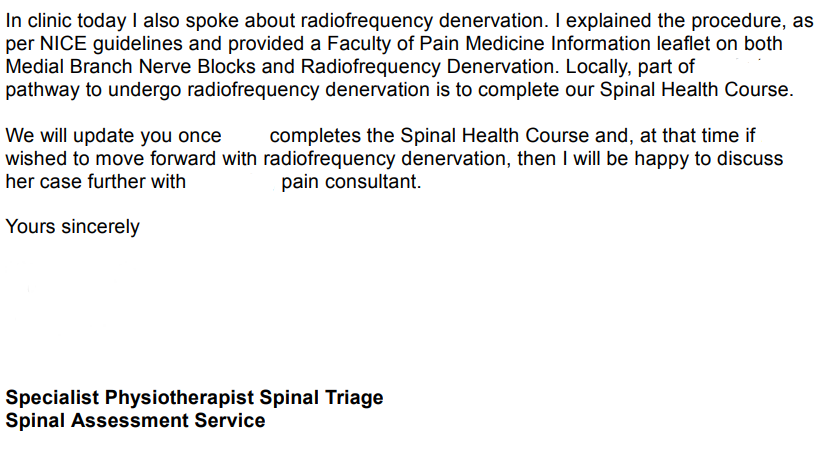 In clinic today I also spoke about radiofrequency denervation. I explained the procedure, as
per NICE guidelines and provided a Faculty of Pain Medicine Information leaflet on both
Medial Branch Nerve Blocks and Radiofrequency Denervation. Locally, part of
pathway to undergo radiofrequency denervation is to complete our Spinal Health Course.
We will update you once completes the Spinal Health Course and, at that time if
wished to move forward with radiofrequency denervation, then I will be happy to discuss
her case further with pain consultant.
Yours sincerely
Specialist Physiotherapist Spinal Triage
Spinal Assessment Service